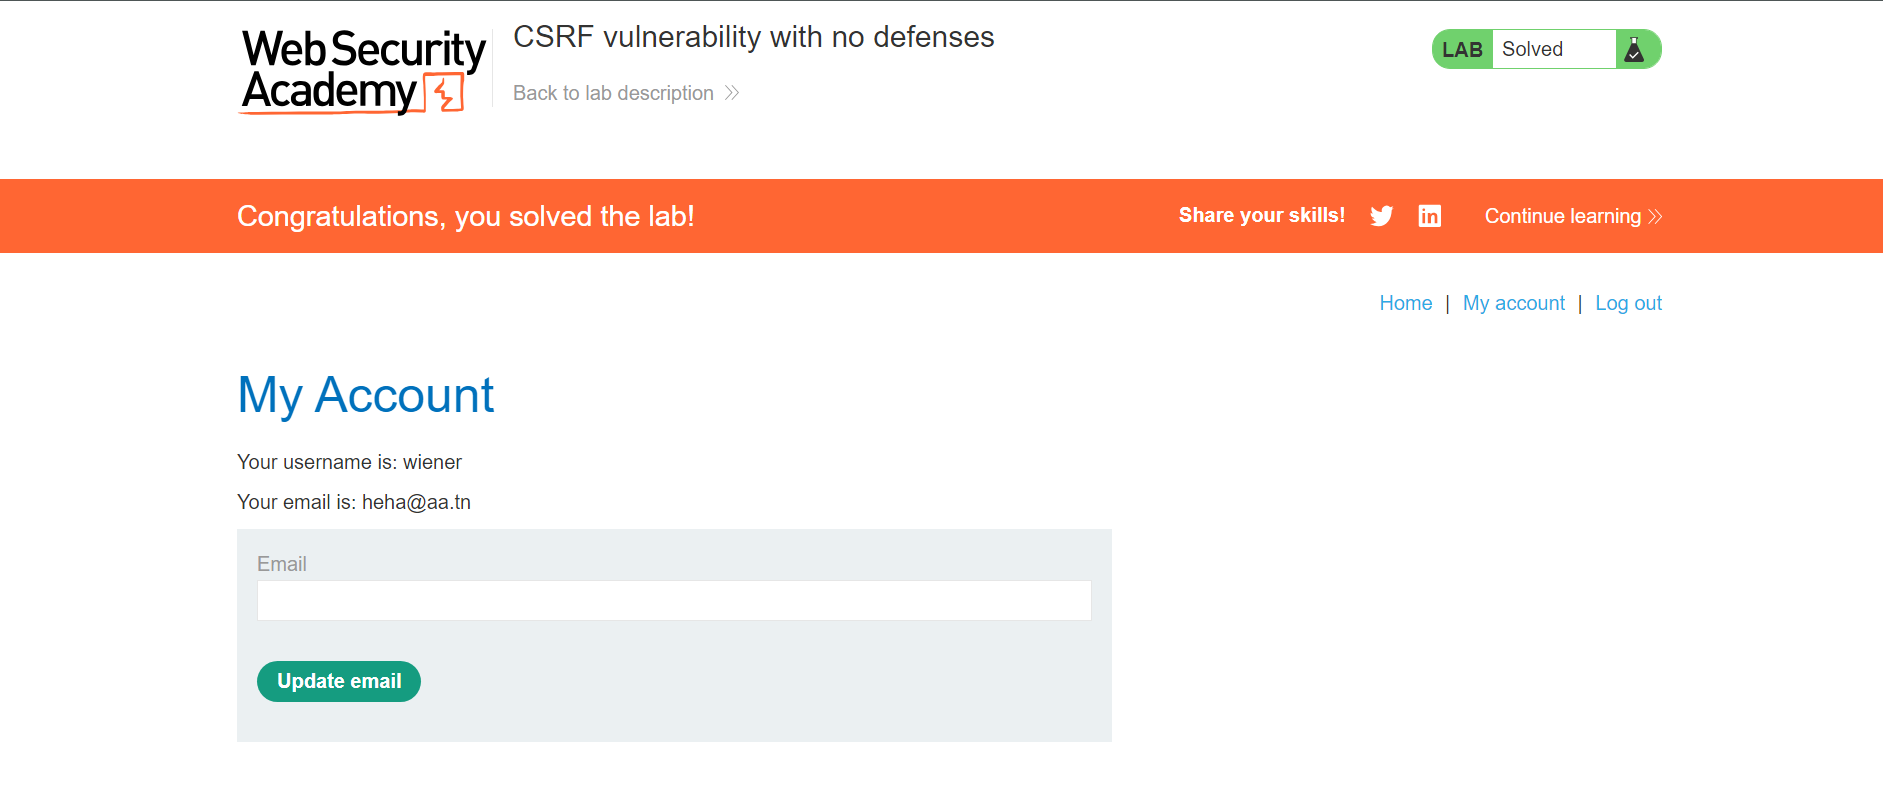 Web Security
Academy
CSRF vulnerability with no defenses
Back to lab description
LAB Solved
Congratulations, you solved the lab!
Share your skills!
in
Continue learning
Home | My account | Log out
My Account
Your username is: wiener
Your email is: heha@aa.tn
Email
Update email